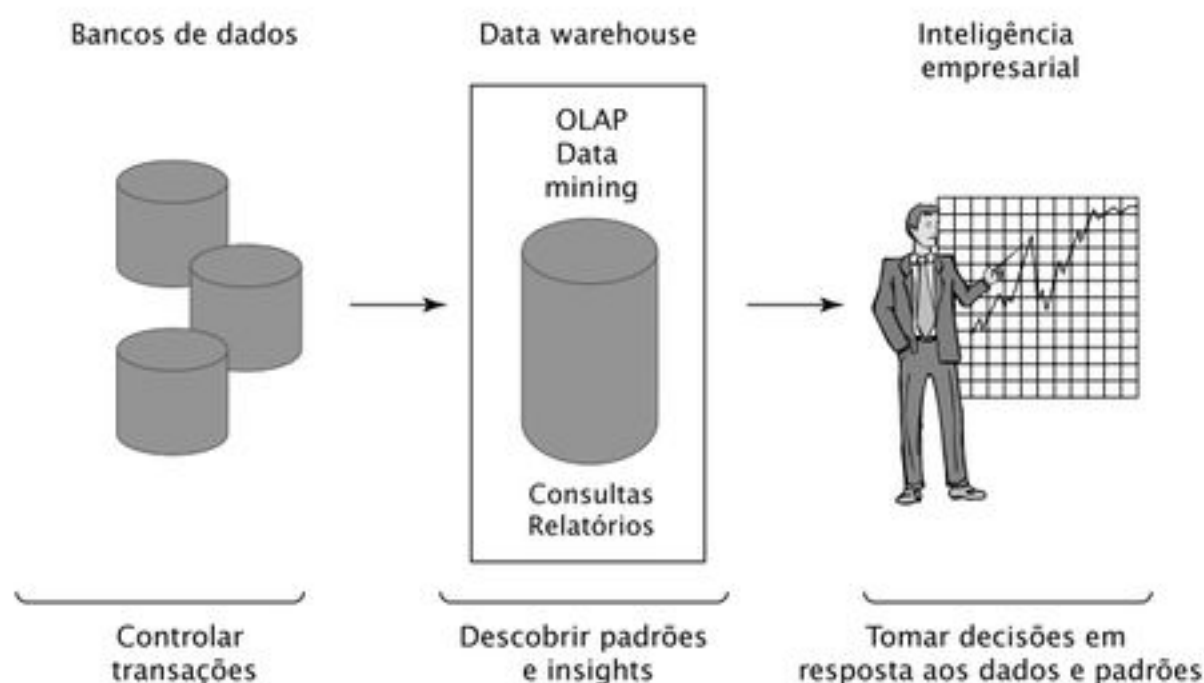 Bancos de dados
Data warehouse
Inteligência
empresarial
OLAP
Data
mining
Consultas
Relatórios
Controlar
transações
Descobrir padrões
e insights
Tomar decisões em
resposta aos dados e padrões